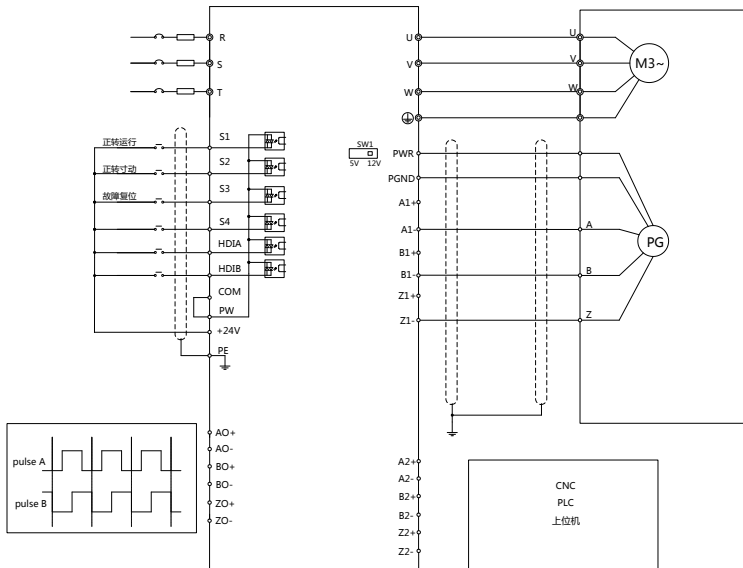 R
S
T
正转运行
正转寸动
故障复位
S1
S2
S3
S4
HDIA
HDIB
COM
PW
+24V
PE
SW1
5V 12V
U
V
W
PWR
PGND
A1+
A1-
B1+
B1-
Z1+
Z1-
U
V
W
M3~
A
B
Z
PG
pulse A
pulse B
AO+
AO-
BO+
BO-
ZO+
ZO-
A2+
A2-
B2+
B2-
Z2+
Z2-
CNC
PLC
上位机